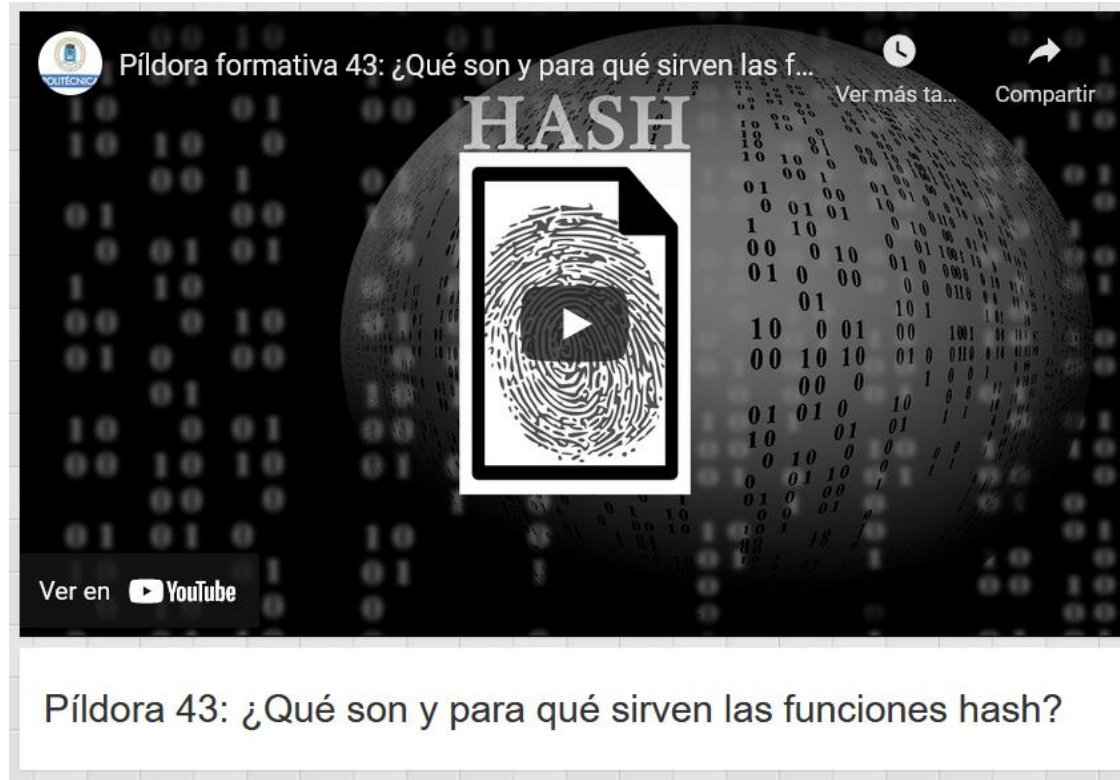 POLITÉCNICA
Píldora formativa 43: ¿Qué son y para qué sirven las f...
Ver más ta...
Compartir
HASH
Ver en YouTube
Píldora 43: ¿Qué son y para qué sirven las funciones hash?